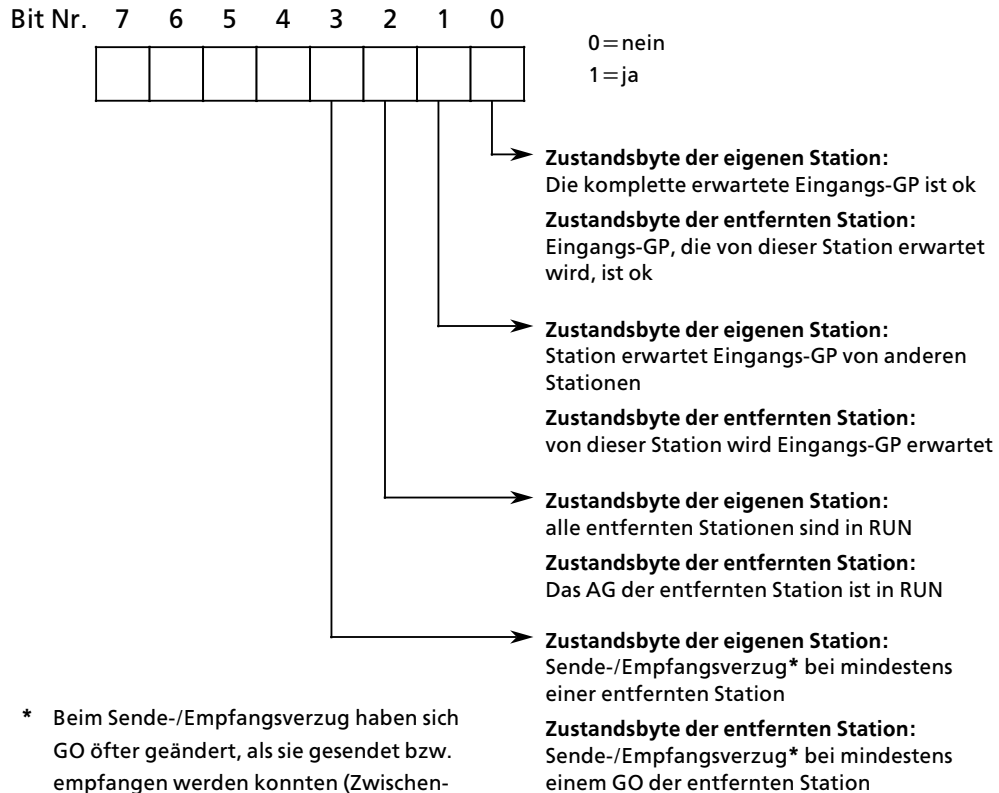 Bit Nr. 7 6 5 4 3 2 1 0
0=nein
1=ja
Zustandsbyte der eigenen Station:
Die komplette erwartete Eingangs-GP ist ok
Zustandsbyte der entfernten Station:
Eingangs-GP, die von dieser Station erwartet
wird, ist ok
Zustandsbyte der eigenen Station:
Station erwartet Eingangs-GP von anderen
Stationen
Zustandsbyte der entfernten Station:
von dieser Station wird Eingangs-GP erwartet
Zustandsbyte der eigenen Station:
alle entfernten Stationen sind in RUN
Zustandsbyte der entfernten Station:
Das AG der entfernten Station ist in RUN
Zustandsbyte der eigenen Station:
Sende-/Empfangsverzug* bei mindestens
einer entfernten Station
Zustandsbyte der entfernten Station:
Sende-/Empfangsverzug* bei mindestens
einem GO der entfernten Station
* Beim Sende-/Empfangsverzug haben sich
GO öfter geändert, als sie gesendet bzw.
empfangen werden konnten (Zwischen-